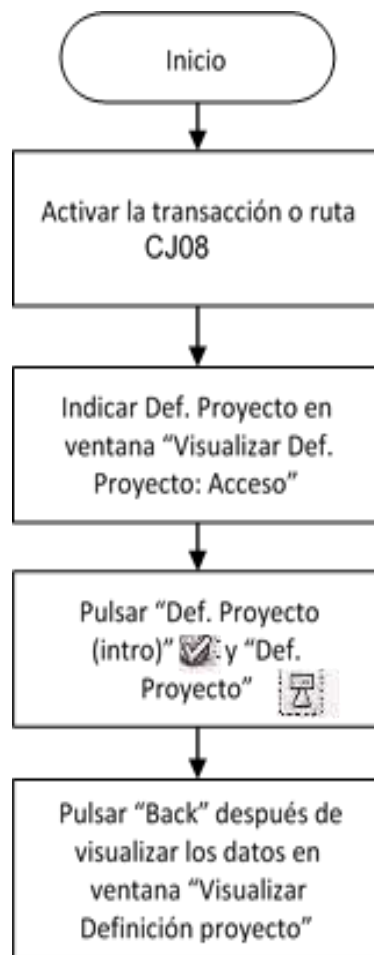 Inicio
Activar la transacción o ruta
CJ08
Indicar Def. Proyecto en
ventana “Visualizar Def.
Proyecto: Acceso”
Pulsar “Def. Proyecto
(intro)” y “Def.
Proyecto”
Pulsar “Back” después de
visualizar los datos en
ventana “Visualizar
Definición proyecto”